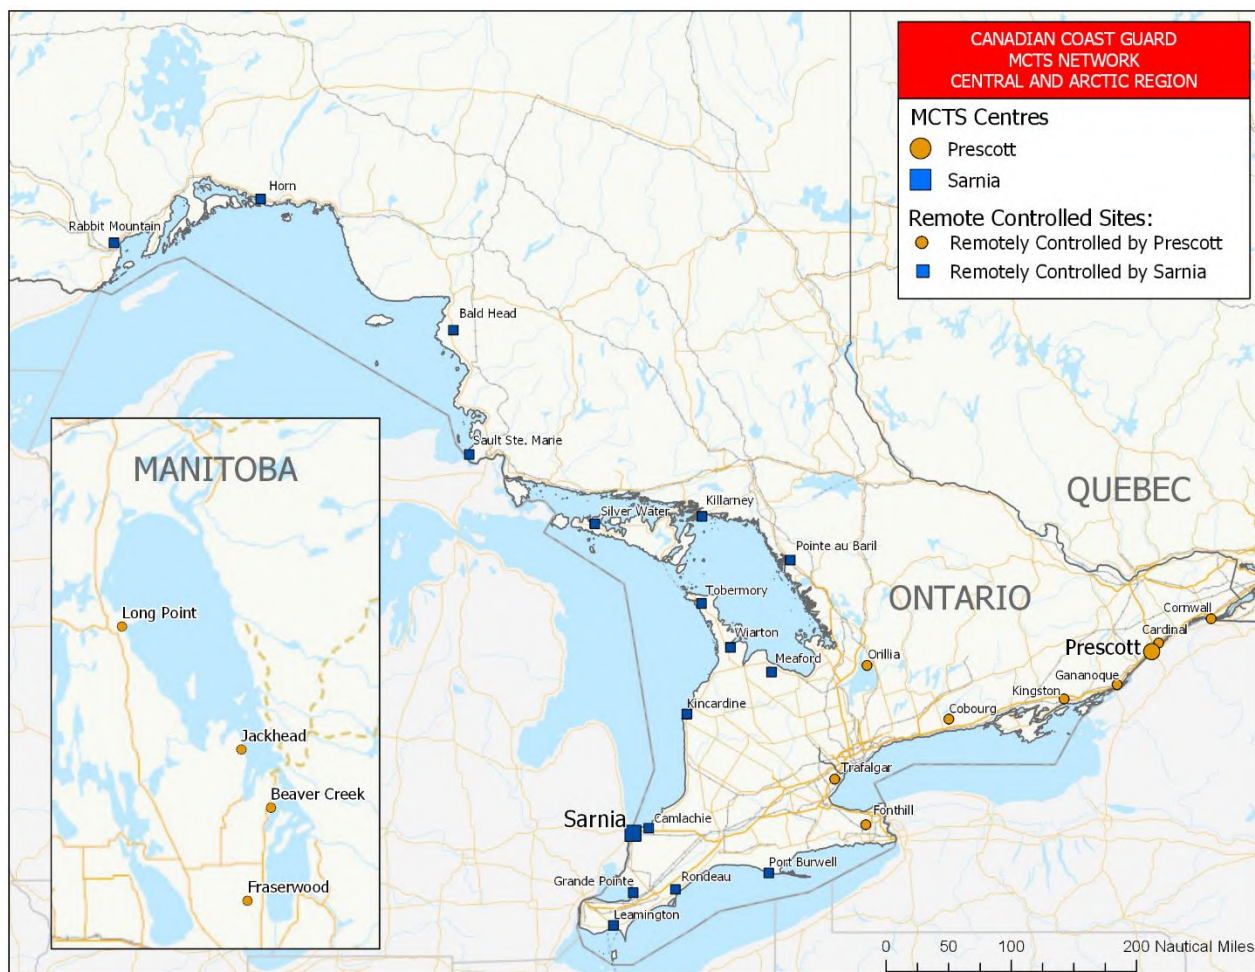 CANADIAN COAST GUARD
MCTS NETWORK
CENTRAL AND ARCTIC REGION
MCTS Centres
Prescott
Sarnia
Remote Controlled Sites:
Remotely Controlled by Prescott
Remotely Controlled by Sarnia
Horn
Rabbit Mountain
Bald Head
Sault Ste. Marie
MANITOBA
QUEBEC
Silver Water
Killarney
Pointe au Baril
ONTARIO
Long Point
Tobermory
Cornwall
Wiarton
Cardinal
Prescott
Meaford
Orillia
Gananoque
Kingston
Kincardine
Cobourg
Jackhead
Trafalgar
Beaver Creek
Sarnia
Camlachie
Fonthill
Port Burwell
Grande Pointe
Rondeau
Fraserwood
Leamington
0 50 100 200 Nautical Miles